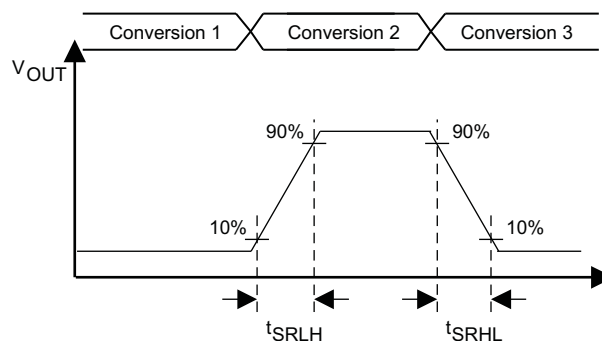 Conversion 1 Conversion 2 Conversion 3
VOUT
90% 90%
10% 10%
tSRLH tSRHL